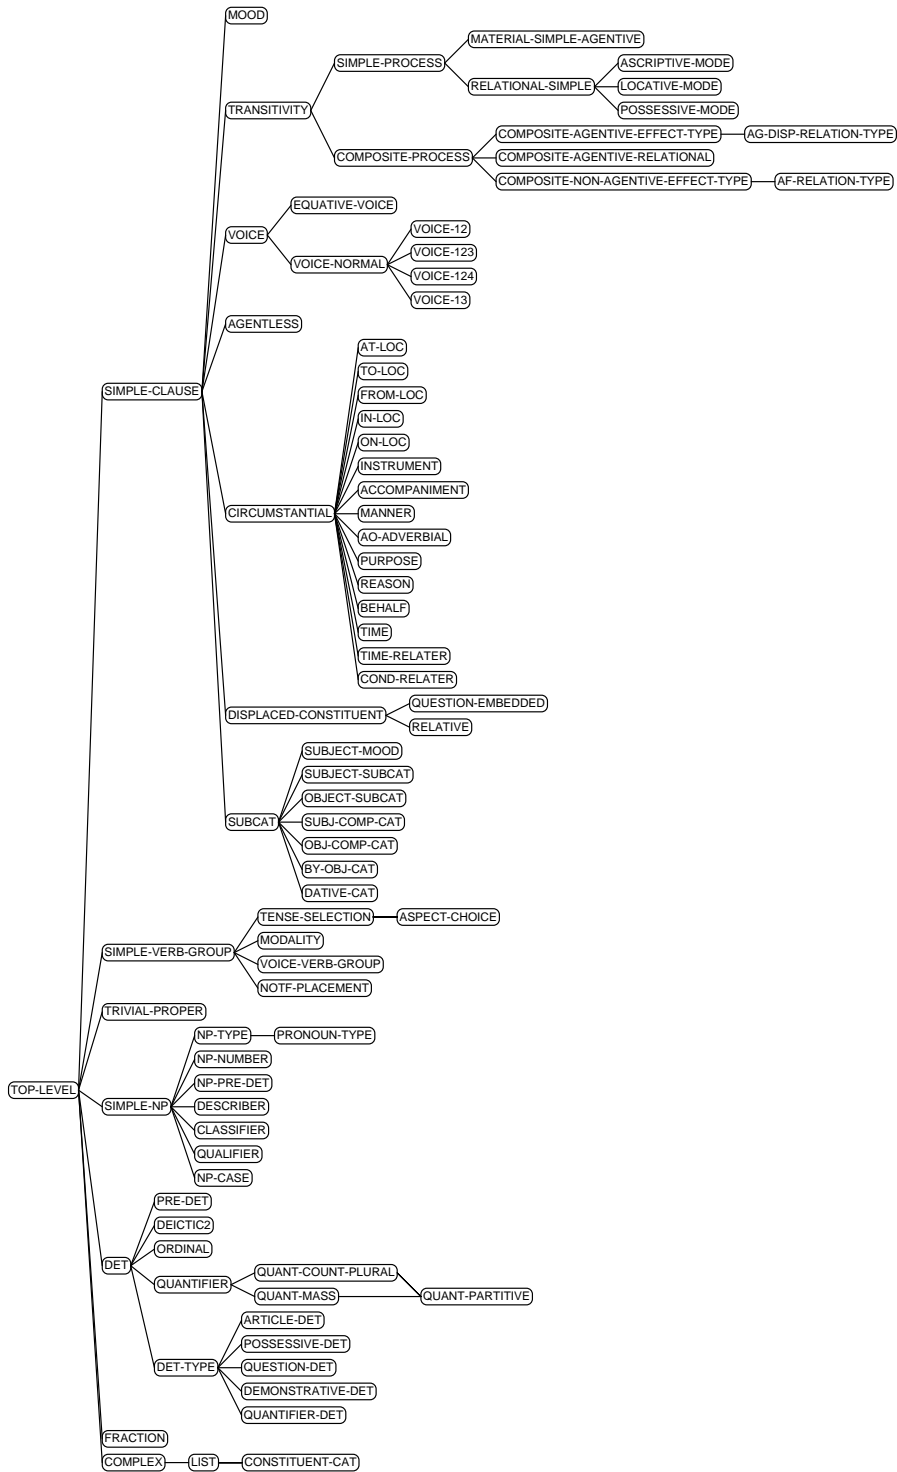 MOOD
MATERIAL-SIMPLE-AGENTIVE
SIMPLE-PROCESS
ASCRIPTIVE-MODE
RELATIONAL-SIMPLE
LOCATIVE-MODE
TRANSITIVITY
POSSESSIVE-MODE
COMPOSITE-AGENTIVE-EFFECT-TYPE
AG-DISP-RELATION-TYPE
COMPOSITE-PROCESS
COMPOSITE-AGENTIVE-RELATIONAL
COMPOSITE-NON-AGENTIVE-EFFECT-TYPE
AF-RELATION-TYPE
EQUATIVE-VOICE
VOICE
VOICE-12
VOICE-123
VOICE-NORMAL
VOICE-124
VOICE-13
AGENTLESS
AT-LOC
TO-LOC
SIMPLE-CLAUSE
FROM-LOC
IN-LOC
ON-LOC
INSTRUMENT
ACCOMPANIMENT
CIRCUMSTANTIAL
MANNER
AO-ADVERBIAL
PURPOSE
REASON
BEHALF
TIME
TIME-RELATER
COND-RELATER
QUESTION-EMBEDDED
DISPLACED-CONSTITUENT
RELATIVE
SUBJECT-MOOD
SUBJECT-SUBCAT
OBJECT-SUBCAT
SUBCAT
SUBJ-COMP-CAT
OBJ-COMP-CAT
BY-OBJ-CAT
DATIVE-CAT
TENSE-SELECTION
ASPECT-CHOICE
MODALITY
SIMPLE-VERB-GROUP
VOICE-VERB-GROUP
NOTF-PLACEMENT
TRIVIAL-PROPER
NP-TYPE
PRONOUN-TYPE
NP-NUMBER
NP-PRE-DET
TOP-LEVEL
SIMPLE-NP
DESCRIBER
CLASSIFIER
QUALIFIER
NP-CASE
PRE-DET
DEICTIC2
ORDINAL
DET
QUANTIFIER
QUANT-COUNT-PLURAL
QUANT-MASS
QUANT-PARTITIVE
ARTICLE-DET
POSSESSIVE-DET
DET-TYPE
QUESTION-DET
DEMONSTRATIVE-DET
QUANTIFIER-DET
FRACTION
COMPLEX
LIST
CONSTITUENT-CAT